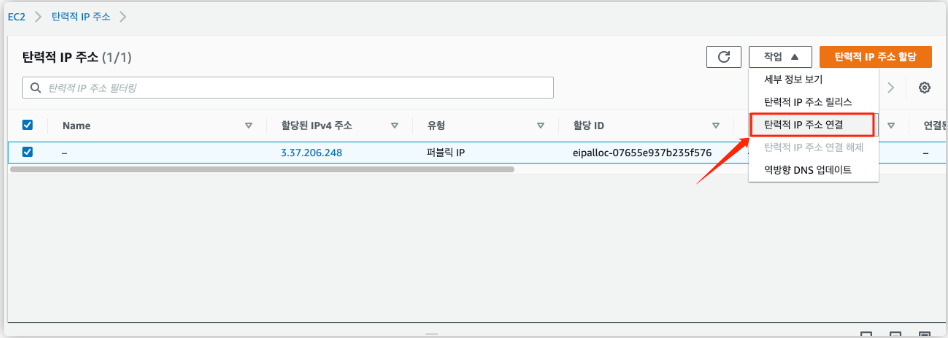 EC2 > 탄력적 IP 주소 >
탄력적 IP 주소 (1/1)
작업 ▲
탄력적 IP 주소 할당
탄력적 IP 주소 필터링
세부 정보 보기
탄력적 IP 주소 릴리스
탄력적 IP 주소 연결
탄력적 IP 주소 연결 해제
역방향 DNS 업데이트
Name 할당된 IPv4 주소 유형 할당 ID
– 3.37.206.248 퍼블릭 IP eipalloc-07655e937b235f576 –